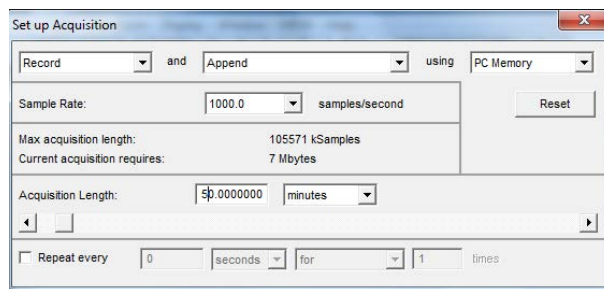 Set up Acquisition
Record and Append using PC Memory
Sample Rate: 1000.0 samples/second Reset
Max acquisition length: 105571 kSamples
Current acquisition requires: 7 Mbytes
Acquisition Length: 50.0000000 minutes
Repeat every 0 seconds for 1 times